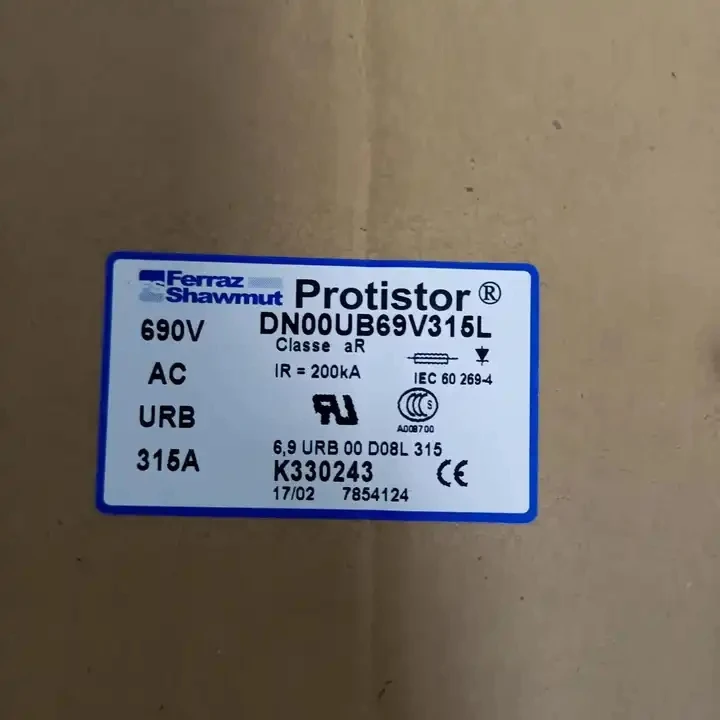 Ferraz
Shawmut
Protistor®
690V
DN00UB69V315L
Classe aR
AC
IR = 200kA
IEC 60 269-4
URB
S
A008700
315A
6,9 URB 00 D08L 315
K330243
CE
17/02 7854124